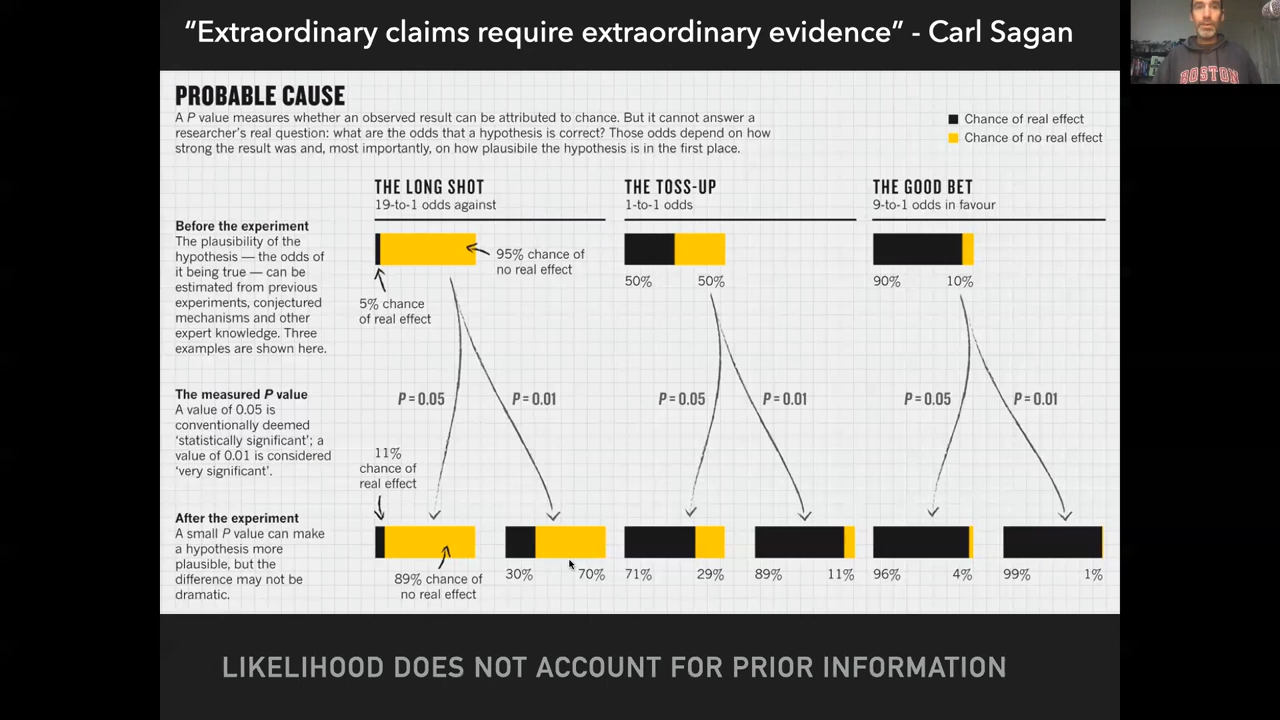 “Extraordinary claims require extraordinary evidence” - Carl Sagan
BOSTON
PROBABLE CAUSE
A P value measures whether an observed result can be attributed to chance. But it cannot answer a
researcher’s real question: what are the odds that a hypothesis is correct? Those odds depend on how
strong the result was and, most importantly, on how plausibile the hypothesis is in the first place.
Chance of real effect
Chance of no real effect
THE LONG SHOT
19-to-1 odds against
THE TOSS-UP
1-to-1 odds
THE GOOD BET
9-to-1 odds in favour
Before the experiment
The plausibility of the
hypothesis — the odds of
it being true — can be
estimated from previous
experiments, conjectured
mechanisms and other
expert knowledge. Three
examples are shown here.
95% chance of
no real effect
5% chance
of real effect
50%
50%
90%
10%
The measured P value
A value of 0.05 is
conventionally deemed
‘statistically significant’; a
value of 0.01 is considered
‘very significant’.
P = 0.05
P = 0.01
P = 0.05
P = 0.01
P = 0.05
P = 0.01
11%
chance of
real effect
After the experiment
A small P value can make
a hypothesis more
plausible, but the
difference may not be
dramatic.
89% chance of
no real effect
30%
70%
71%
29%
89%
11%
96%
4%
99%
1%
LIKELIHOOD DOES NOT ACCOUNT FOR PRIOR INFORMATION